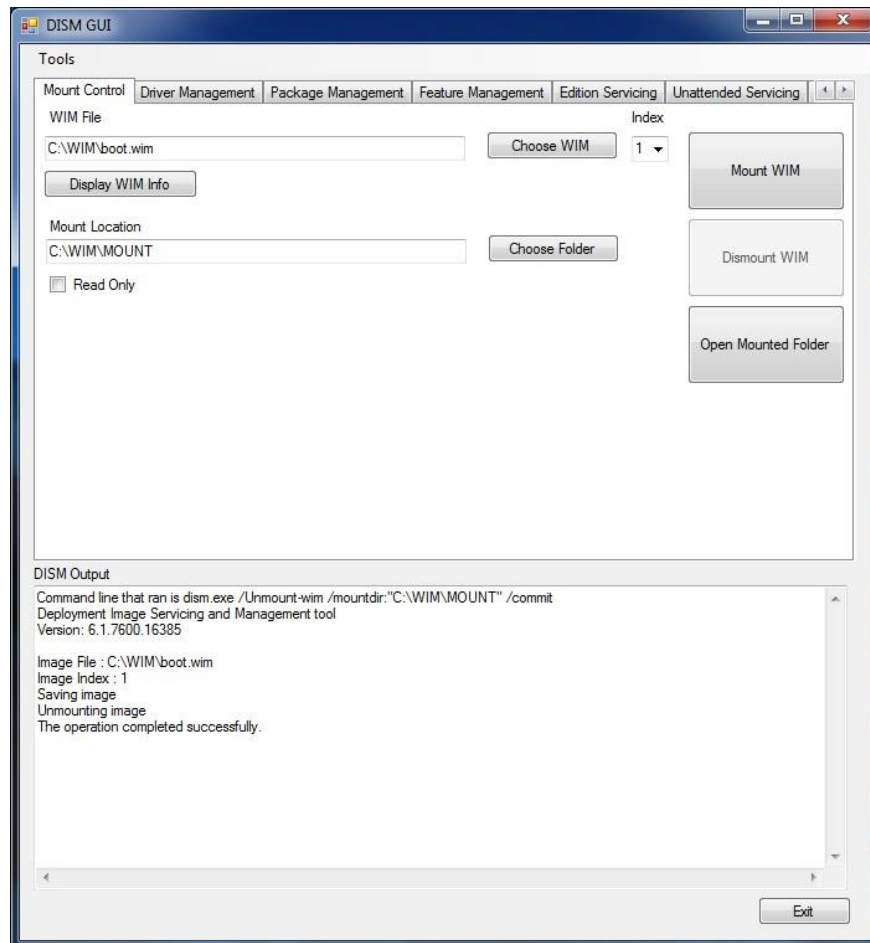 DISM GUI
Tools
Mount Control Driver Management Package Management Feature Management Edition Servicing Unattended Servicing
WIM File Index
C:\WIM\boot.wim Choose WIM 1 Mount WIM
Display WIM Info
Mount Location
C:\WIM\MOUNT Choose Folder Dismount WIM
Read Only
Open Mounted Folder
DISM Output
Command line that ran is dism.exe /Unmount-wim /mountdir:"C:\WIM\MOUNT" /commit
Deployment Image Servicing and Management tool
Version: 6.1.7600.16385
Image File : C:\WIM\boot.wim
Image Index : 1
Saving image
Unmounting image
The operation completed successfully.
Exit